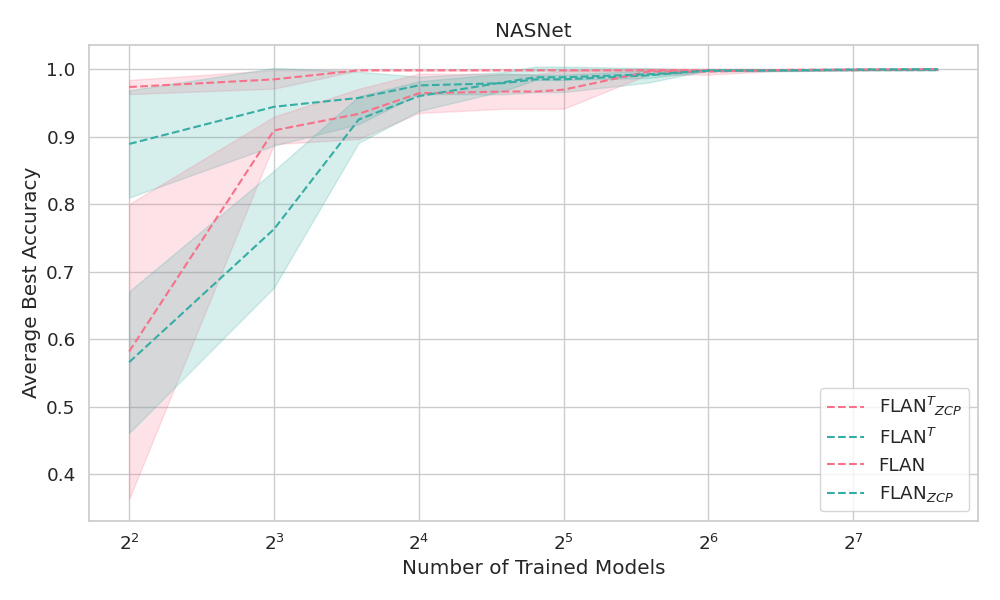 NASNet
Average Best Accuracy
1.0
0.9
0.8
0.7
0.6
0.5
0.4
FLAN^T_ZCP
FLAN^T
FLAN
FLAN_ZCP
2^2 2^3 2^4 2^5 2^6 2^7
Number of Trained Models